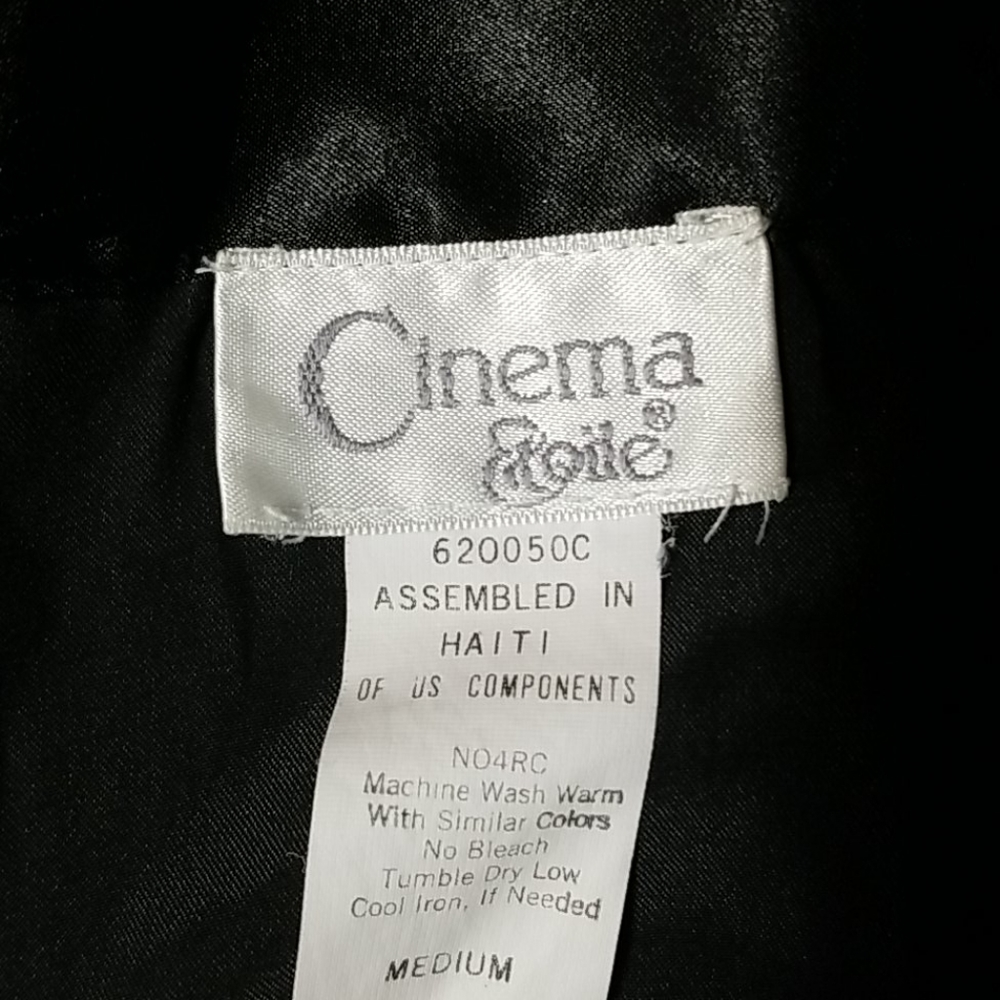 Cinema
Etoile®
620050C
ASSEMBLED IN
HAITI
OF US COMPONENTS
NO4RC
Machine Wash Warm
With Similar Colors
No Bleach
Tumble Dry Low
Cool Iron, If Needed
MEDIUM